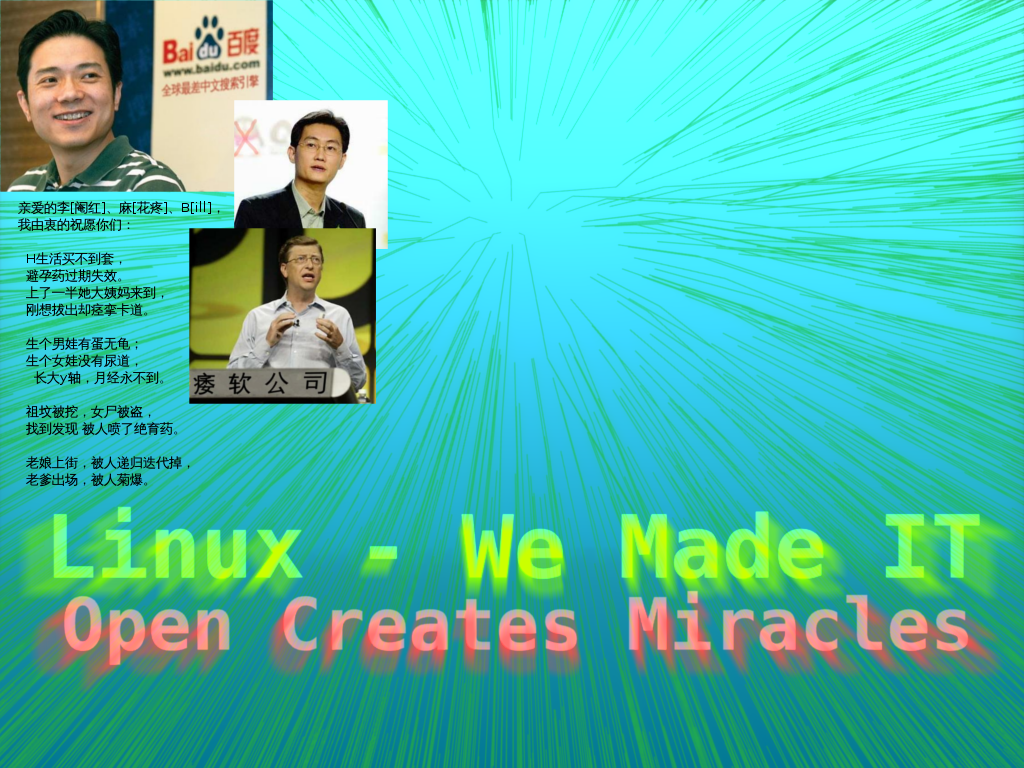 Bai du 百度
www.baidu.com
全球最差中文搜索引擎
亲爱的李[阉红]、麻[花疼]、B[ill]，
我由衷的祝愿你们：
H生活买不到套，
避孕药过期失效。
上了一半她大姨妈来到，
刚想拔出却痉挛卡道。
生个男娃有蛋无龟；
生个女娃没有尿道，
长大y轴，月经永不到。
祖坟被挖，女尸被盗，
找到发现 被人喷了绝育药。
老娘上街，被人递归迭代掉，
老爹出场，被人菊爆。
痿软公司
Linux - We Made IT
Open Creates Miracles